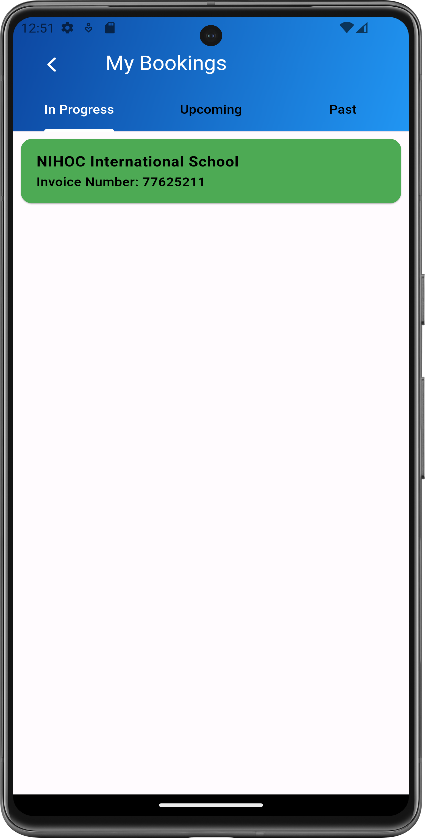 12:51
My Bookings
In Progress Upcoming Past
NIHOC International School
Invoice Number: 77625211